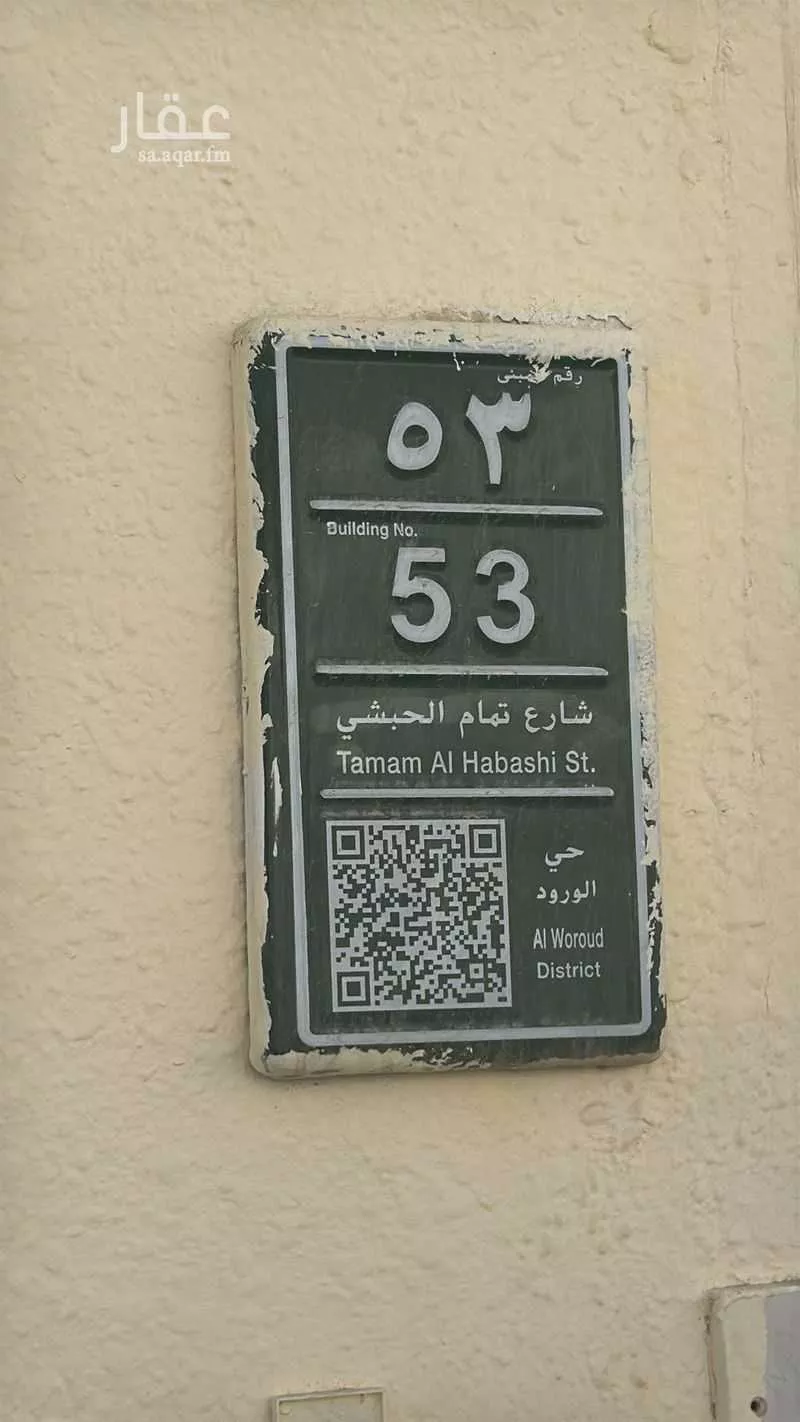 عقار
sa.aqar.fm
رقم المبنى
٥٣
Building No.
53
شارع تمام الحبشي
Tamam Al Habashi St.
حي
الورود
Al Woroud
District